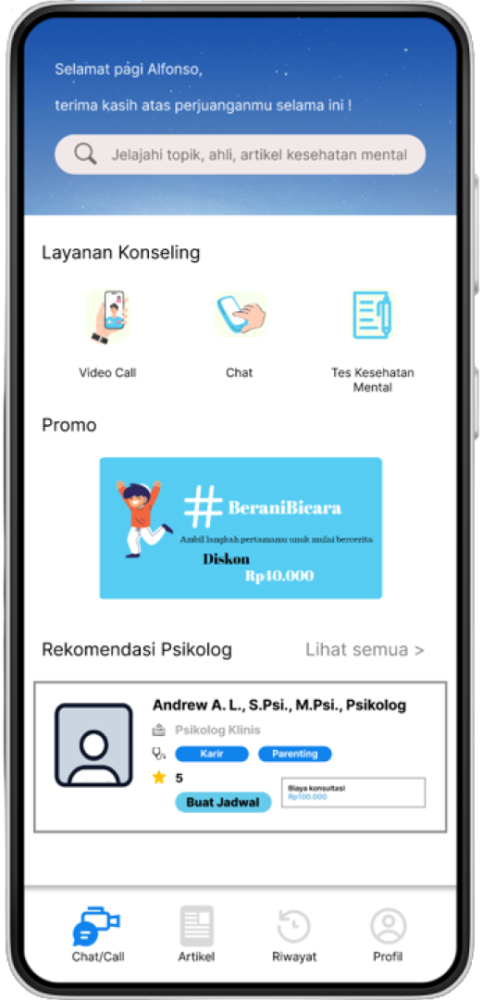 Selamat pagi Alfonso,
terima kasih atas perjuanganmu selama ini !
Jelajahi topik, ahli, artikel kesehatan mental
Layanan Konseling
Video Call
Chat
Tes Kesehatan
Mental
Promo
#BeraniBicara
Ambil langkah pertamamu unuk mulai bercerita
Diskon
Rp10.000
Rekomendasi Psikolog
Lihat semua >
Andrew A. L., S.Psi., M.Psi., Psikolog
Psikolog Klinis
Karir
Parenting
5
Buat Jadwal
Biaya konsultasi
Rp100.000
Chat/Call
Artikel
Riwayat
Profil